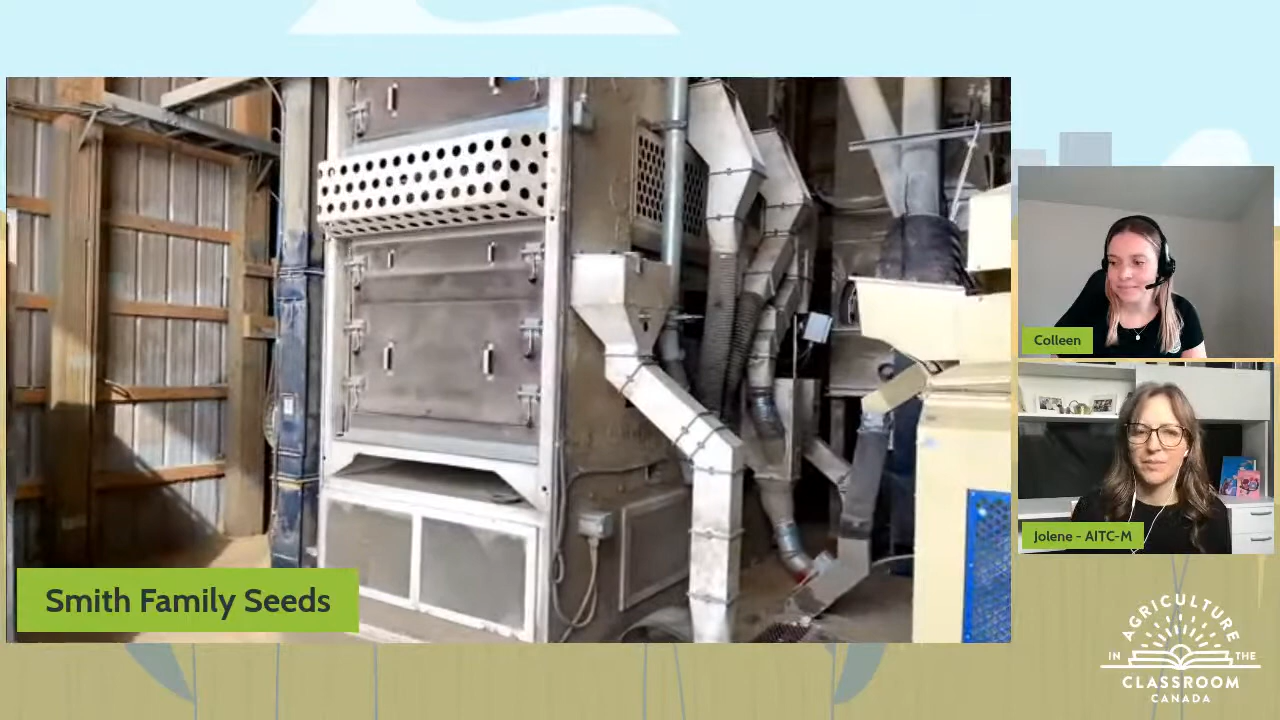 Smith Family Seeds
Colleen
Jolene - AITC-M
AGRICULTURE
IN THE
CLASSROOM
CANADA